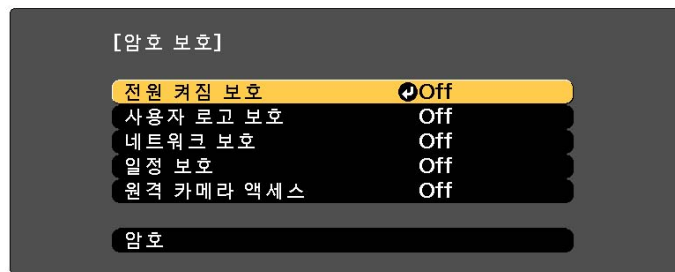 [암호 보호]
전원 켜짐 보호 Off
사용자 로고 보호 Off
네트워크 보호 Off
일정 보호 Off
원격 카메라 액세스 Off
암호